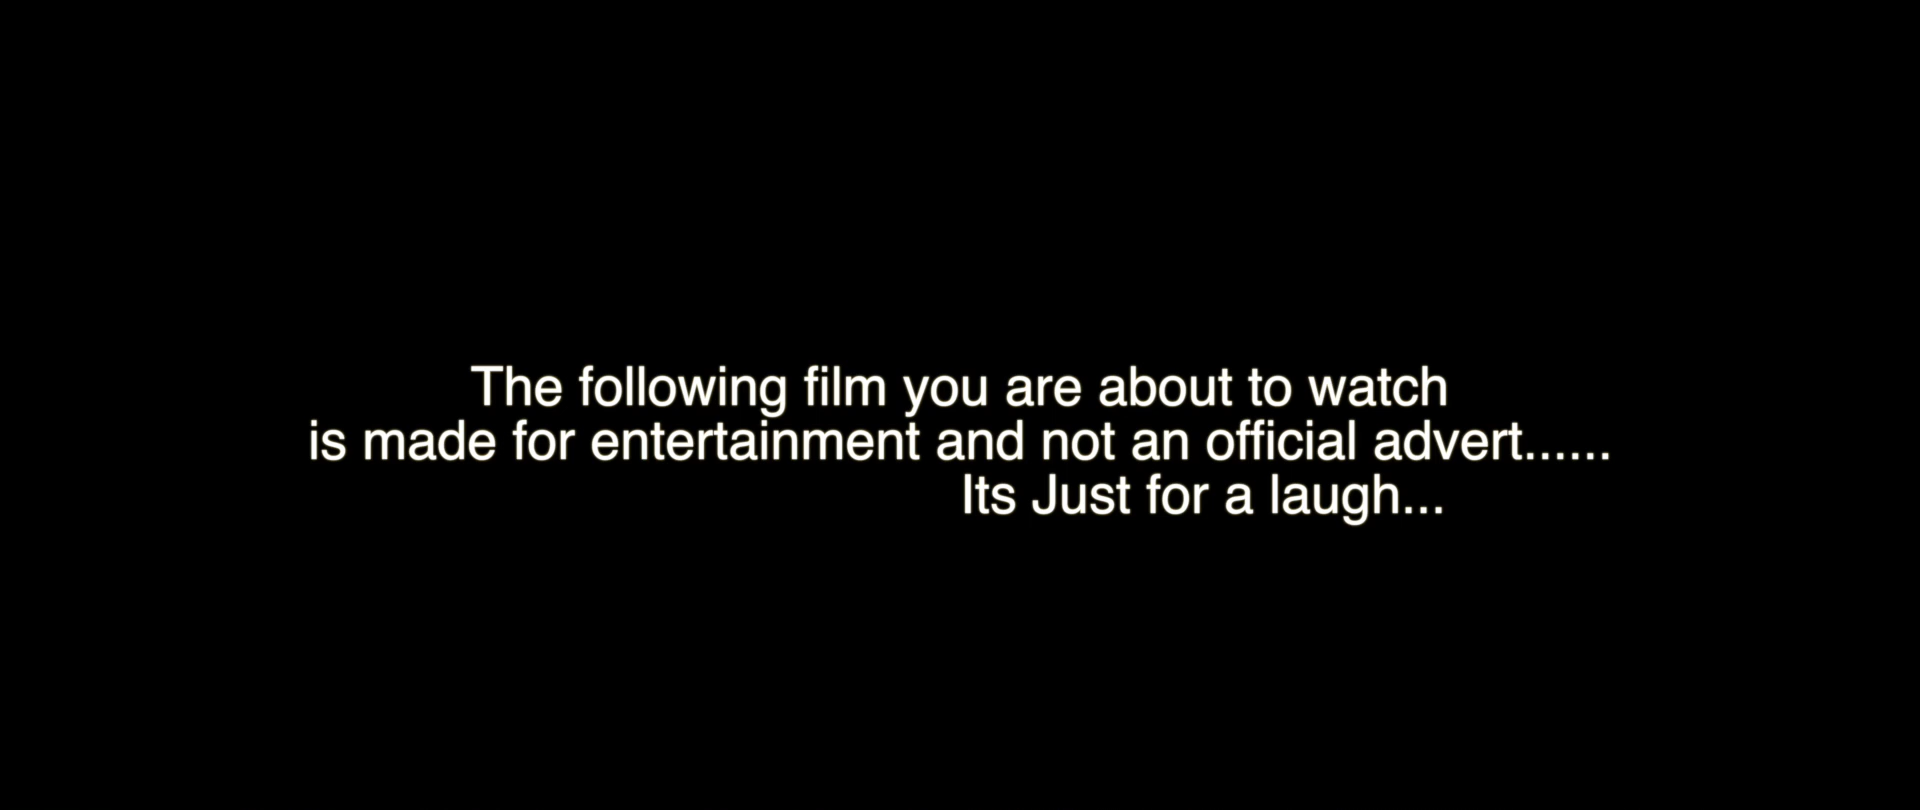 The following film you are about to watch
is made for entertainment and not an official advert......
Its Just for a laugh...